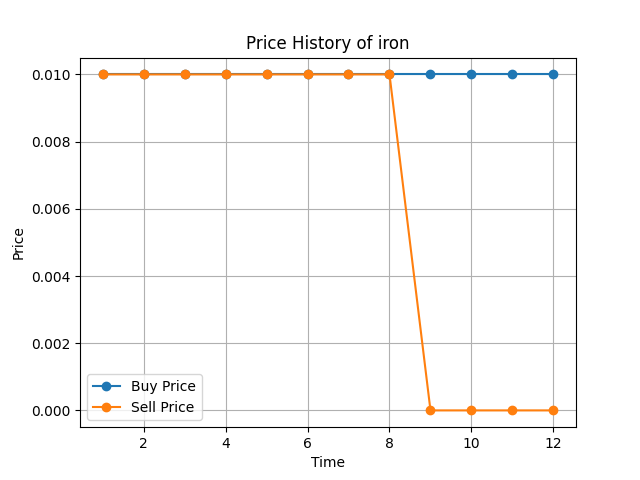 Price History of iron
0.010
0.008
0.006
0.004
0.002
0.000
Price
Buy Price
Sell Price
2 4 6 8 10 12
Time